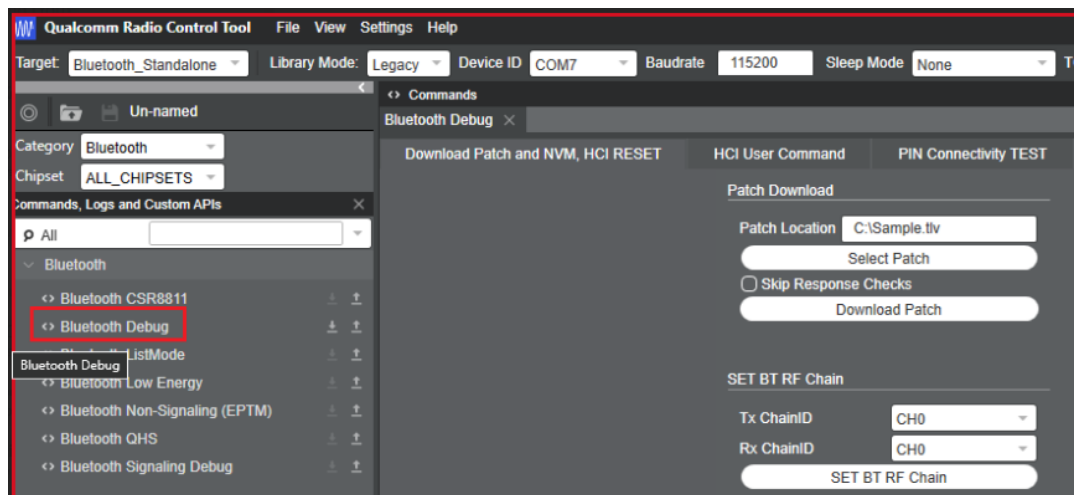 Qualcomm Radio Control Tool File View Settings Help
Target: Bluetooth_Standalone Library Mode: Legacy Device ID COM7 Baudrate 115200 Sleep Mode None
Un-named
Category Bluetooth
Chipset ALL_CHIPSETS
Commands, Logs and Custom APIs
All
Bluetooth
<> Bluetooth CSR8811
<> Bluetooth Debug
ListMode
Bluetooth Debug
<> Bluetooth Low Energy
<> Bluetooth Non-Signaling (EPTM)
<> Bluetooth QHS
<> Bluetooth Signaling Debug
<> Commands
Bluetooth Debug
Download Patch and NVM, HCI RESET HCI User Command PIN Connectivity TEST
Patch Download
Patch Location C:\Sample.tlv
Select Patch
Skip Response Checks
Download Patch
SET BT RF Chain
Tx ChainID CH0
Rx ChainID CH0
SET BT RF Chain